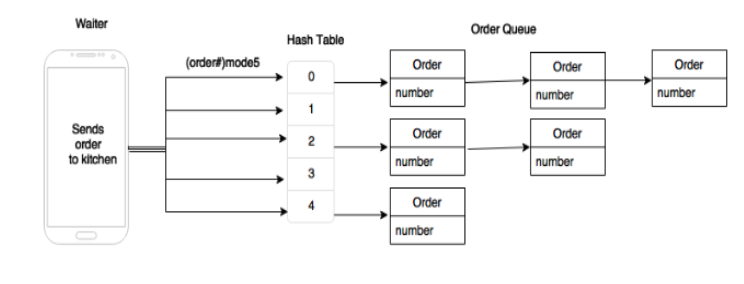 Waiter
Order Queue
Hash Table
(order#)mode5
Sends
order
to kitchen
0
1
2
3
4
Order
number
Order
number
Order
number
Order
number
Order
number
Order
number